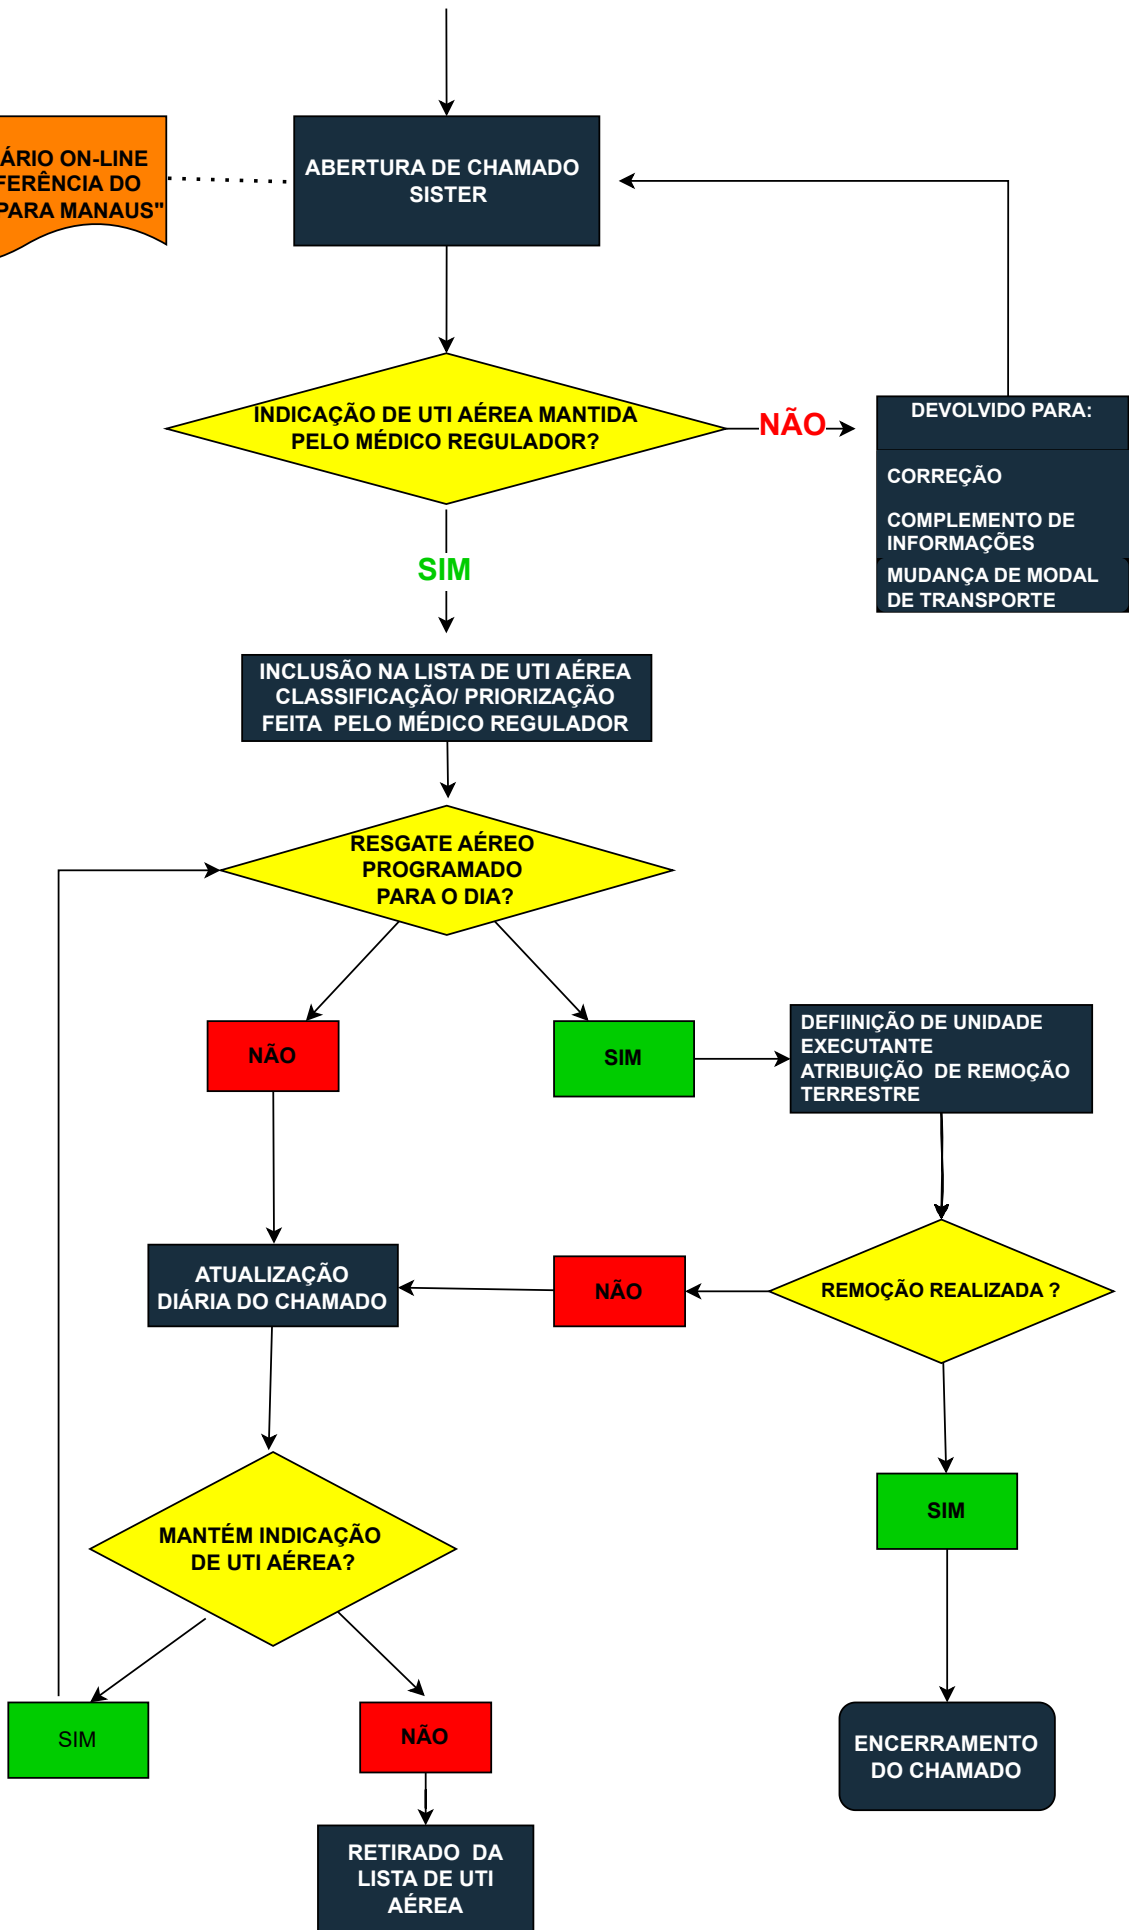 ÁRIO ON-LINE
FERÊNCIA DO
PARA MANAUS"
ABERTURA DE CHAMADO
SISTER
INDICAÇÃO DE UTI AÉREA MANTIDA
PELO MÉDICO REGULADOR?
NÃO
DEVOLVIDO PARA:
CORREÇÃO
COMPLEMENTO DE
INFORMAÇÕES
MUDANÇA DE MODAL
DE TRANSPORTE
SIM
INCLUSÃO NA LISTA DE UTI AÉREA
CLASSIFICAÇÃO/ PRIORIZAÇÃO
FEITA PELO MÉDICO REGULADOR
RESGATE AÉREO
PROGRAMADO
PARA O DIA?
NÃO
SIM
DEFIINIÇÃO DE UNIDADE
EXECUTANTE
ATRIBUIÇÃO DE REMOÇÃO
TERRESTRE
ATUALIZAÇÃO
DIÁRIA DO CHAMADO
NÃO
REMOÇÃO REALIZADA ?
SIM
MANTÉM INDICAÇÃO
DE UTI AÉREA?
SIM
NÃO
ENCERRAMENTO
DO CHAMADO
RETIRADO DA
LISTA DE UTI
AÉREA